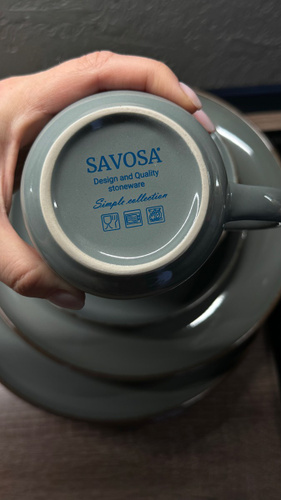 SAVOSA
Design and Quality
stoneware
Simple collection